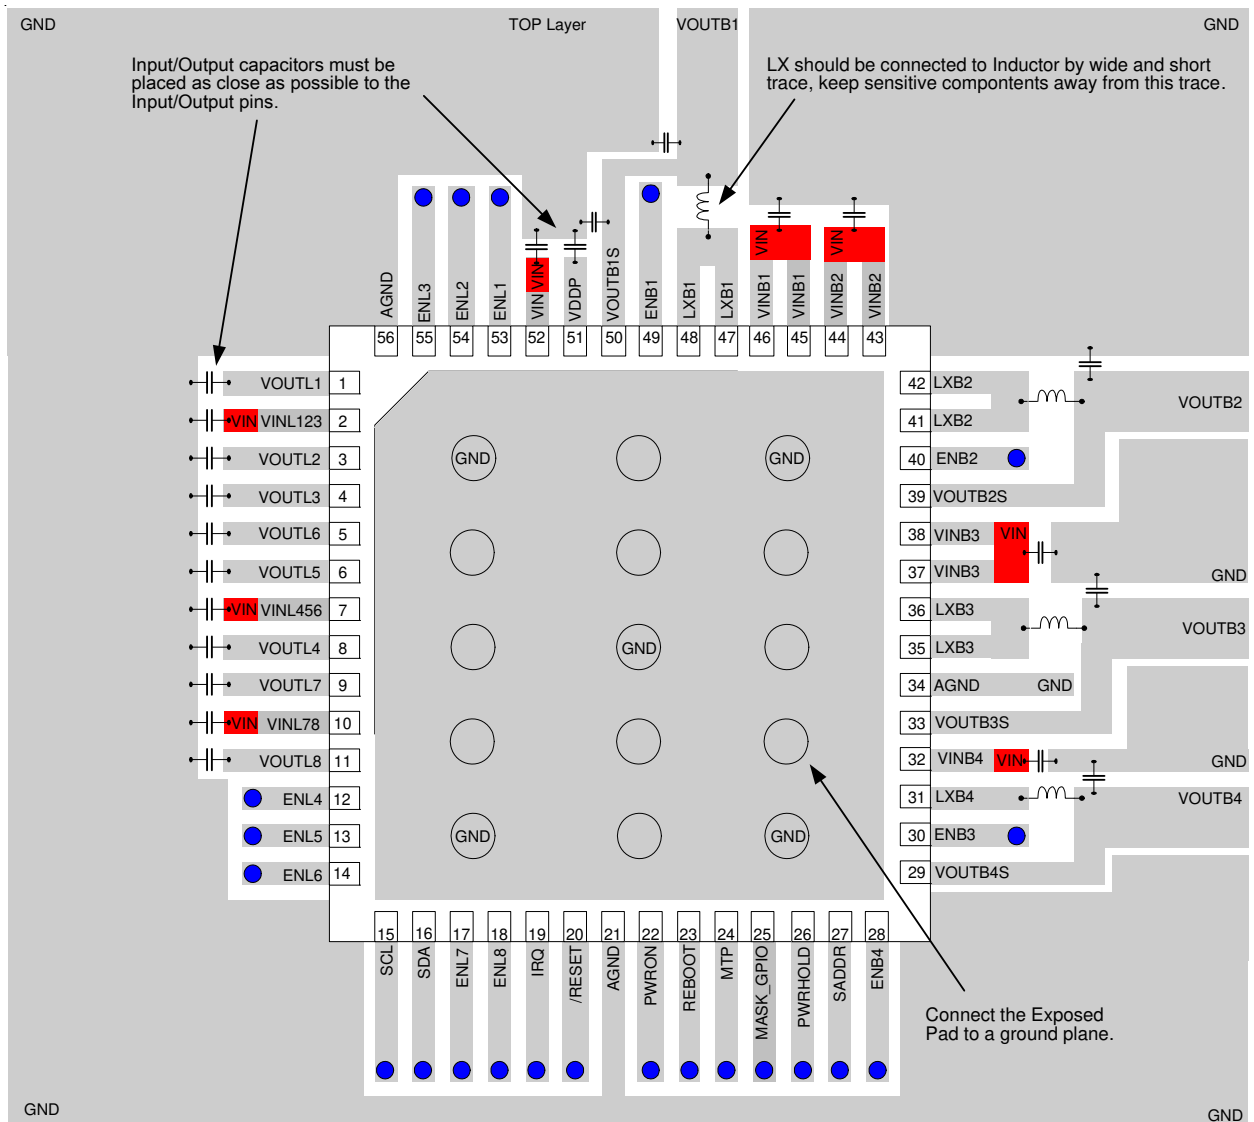 GND
TOP Layer
VOUTB1
GND
Input/Output capacitors must be
placed as close as possible to the
Input/Output pins.
LX should be connected to Inductor by wide and short
trace, keep sensitive compontents away from this trace.
AGND
ENL3
ENL2
ENL1
VIN VIN
VDDP
VOUTB1S
ENB1
LXB1
LXB1
VIN
VINB1
VINB1
VIN
VINB2
VINB2
56 55 54 53 52 51 50 49 48 47 46 45 44 43
VOUTL1 1
VIN VINL123 2
VOUTL2 3
VOUTL3 4
VOUTL6 5
VOUTL5 6
VIN VINL456 7
VOUTL4 8
VOUTL7 9
VIN VINL78 10
VOUTL8 11
ENL4 12
ENL5 13
ENL6 14
GND
GND
GND
GND
GND
42 LXB2
VOUTB2
41 LXB2
40 ENB2
39 VOUTB2S
38 VINB3 VIN
37 VINB3
GND
36 LXB3
VOUTB3
35 LXB3
34 AGND GND
33 VOUTB3S
32 VINB4 VIN
GND
31 LXB4
VOUTB4
30 ENB3
29 VOUTB4S
15 16 17 18 19 20 21 22 23 24 25 26 27 28
SCL
SDA
ENL7
ENL8
IRQ
/RESET
AGND
PWRON
REBOOT
MTP
MASK_GPIO
PWRHOLD
SADDR
ENB4
Connect the Exposed
Pad to a ground plane.
GND
GND